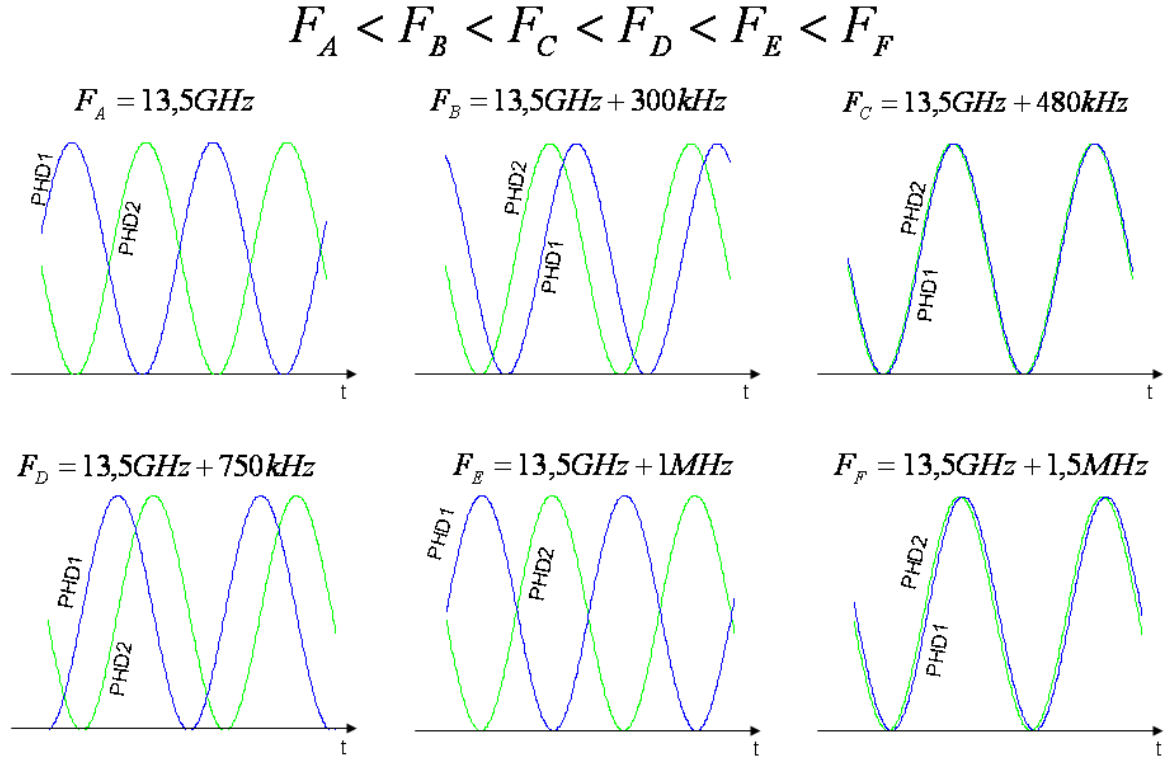 F_A < F_B < F_C < F_D < F_E < F_F
F_A = 13,5GHz
F_B = 13,5GHz + 300kHz
F_C = 13,5GHz + 480kHz
PHD1
PHD2
t
PHD2
PHD1
t
PHD2
PHD1
t
F_D = 13,5GHz + 750kHz
F_E = 13,5GHz + 1MHz
F_F = 13,5GHz + 1,5MHz
PHD1
PHD2
t
PHD1
PHD2
t
PHD2
PHD1
t